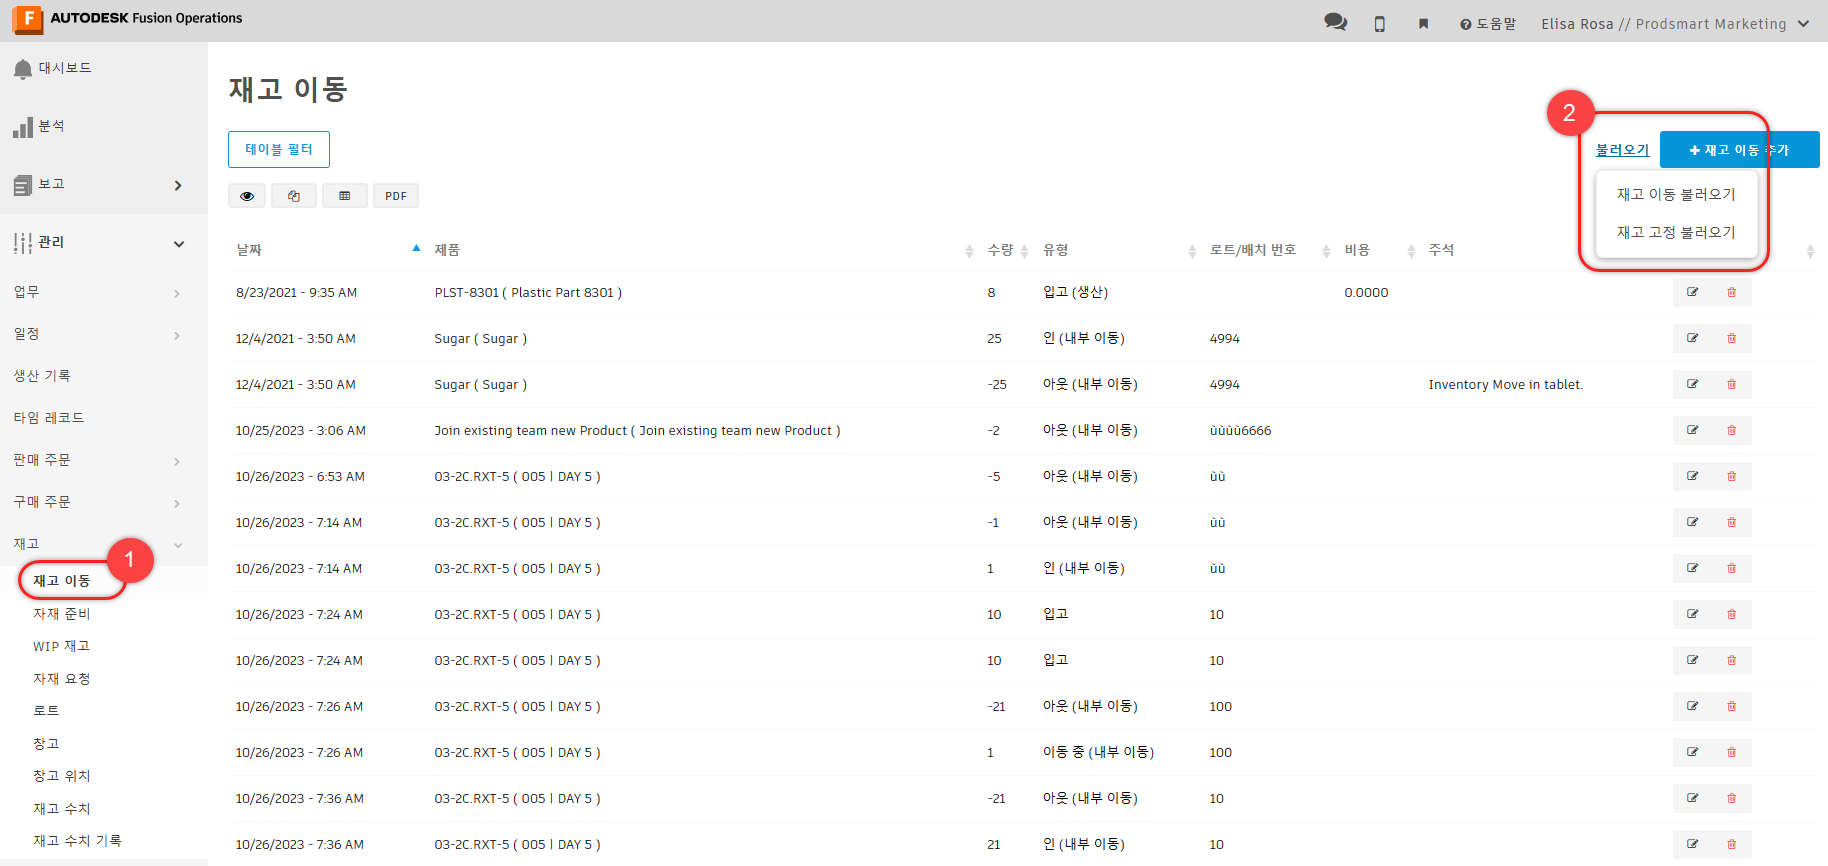 F AUTODESK Fusion Operations
도움말 Elisa Rosa // Prodsmart Marketing
대시보드
분석
보고
관리
업무
일정
생산 기록
타임 레코드
판매 주문
구매 주문
재고
1
재고 이동
자재 준비
WIP 재고
자재 요청
로트
창고
창고 위치
재고 수치
재고 수치 기록
재고 이동
2
테이블 필터
불러오기 + 재고 이동 추가
재고 이동 불러오기
재고 고정 불러오기
PDF
날짜 제품 수량 유형 로트/배치 번호 비용 주석
8/23/2021 - 9:35 AM PLST-8301 ( Plastic Part 8301 ) 8 입고 (생산) 0.0000
12/4/2021 - 3:50 AM Sugar ( Sugar ) 25 인 (내부 이동) 4994
12/4/2021 - 3:50 AM Sugar ( Sugar ) -25 아웃 (내부 이동) 4994 Inventory Move in tablet.
10/25/2023 - 3:06 AM Join existing team new Product ( Join existing team new Product ) -2 아웃 (내부 이동) ùùùù6666
10/26/2023 - 6:53 AM 03-2C.RXT-5 ( 005 | DAY 5 ) -5 아웃 (내부 이동) ùù
10/26/2023 - 7:14 AM 03-2C.RXT-5 ( 005 | DAY 5 ) -1 아웃 (내부 이동) ùù
10/26/2023 - 7:14 AM 03-2C.RXT-5 ( 005 | DAY 5 ) 1 인 (내부 이동) ùù
10/26/2023 - 7:24 AM 03-2C.RXT-5 ( 005 | DAY 5 ) 10 입고 10
10/26/2023 - 7:24 AM 03-2C.RXT-5 ( 005 | DAY 5 ) 10 입고 10
10/26/2023 - 7:26 AM 03-2C.RXT-5 ( 005 | DAY 5 ) -21 아웃 (내부 이동) 100
10/26/2023 - 7:26 AM 03-2C.RXT-5 ( 005 | DAY 5 ) 1 이동 중 (내부 이동) 100
10/26/2023 - 7:36 AM 03-2C.RXT-5 ( 005 | DAY 5 ) -21 아웃 (내부 이동) 10
10/26/2023 - 7:36 AM 03-2C.RXT-5 ( 005 | DAY 5 ) 21 인 (내부 이동) 10